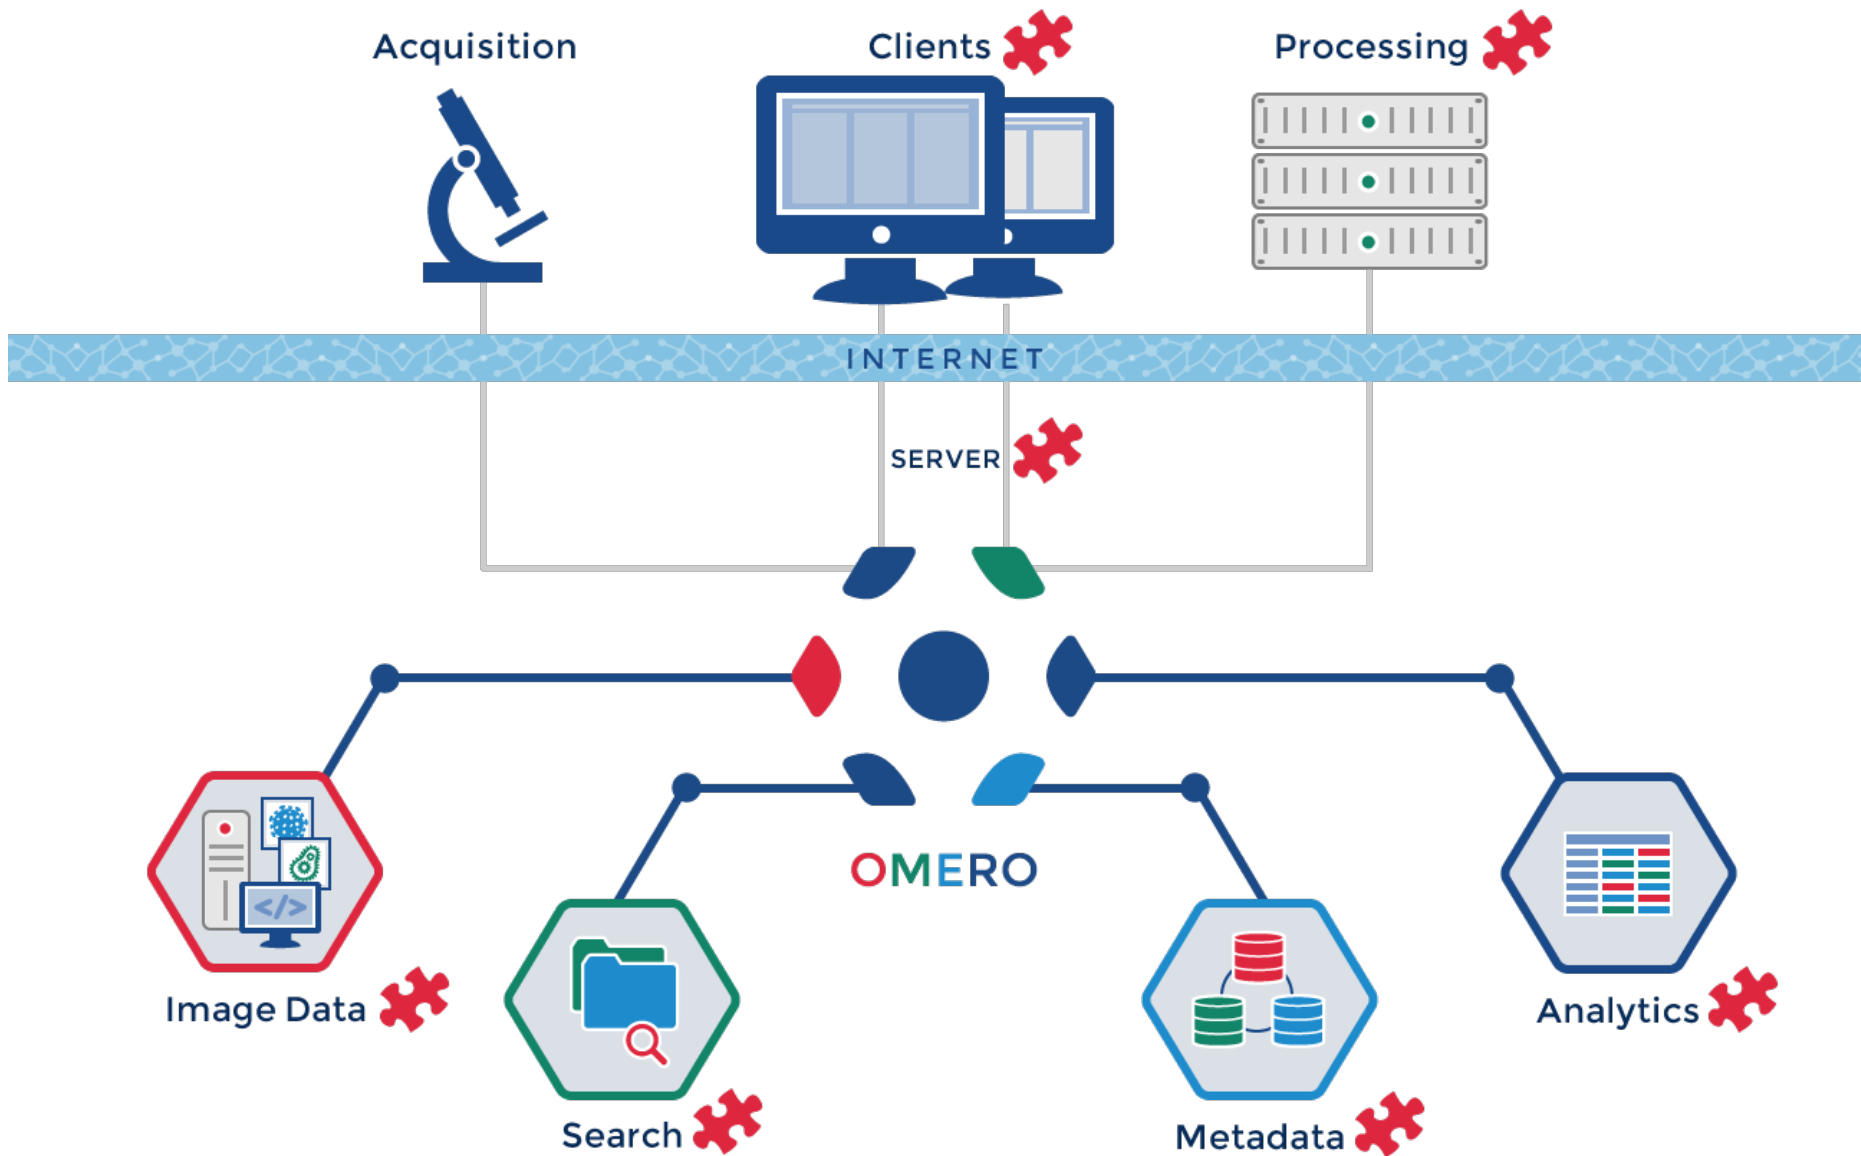 Acquisition
Clients
Processing
INTERNET
SERVER
OMERO
</>
Image Data
Analytics
Search
Metadata